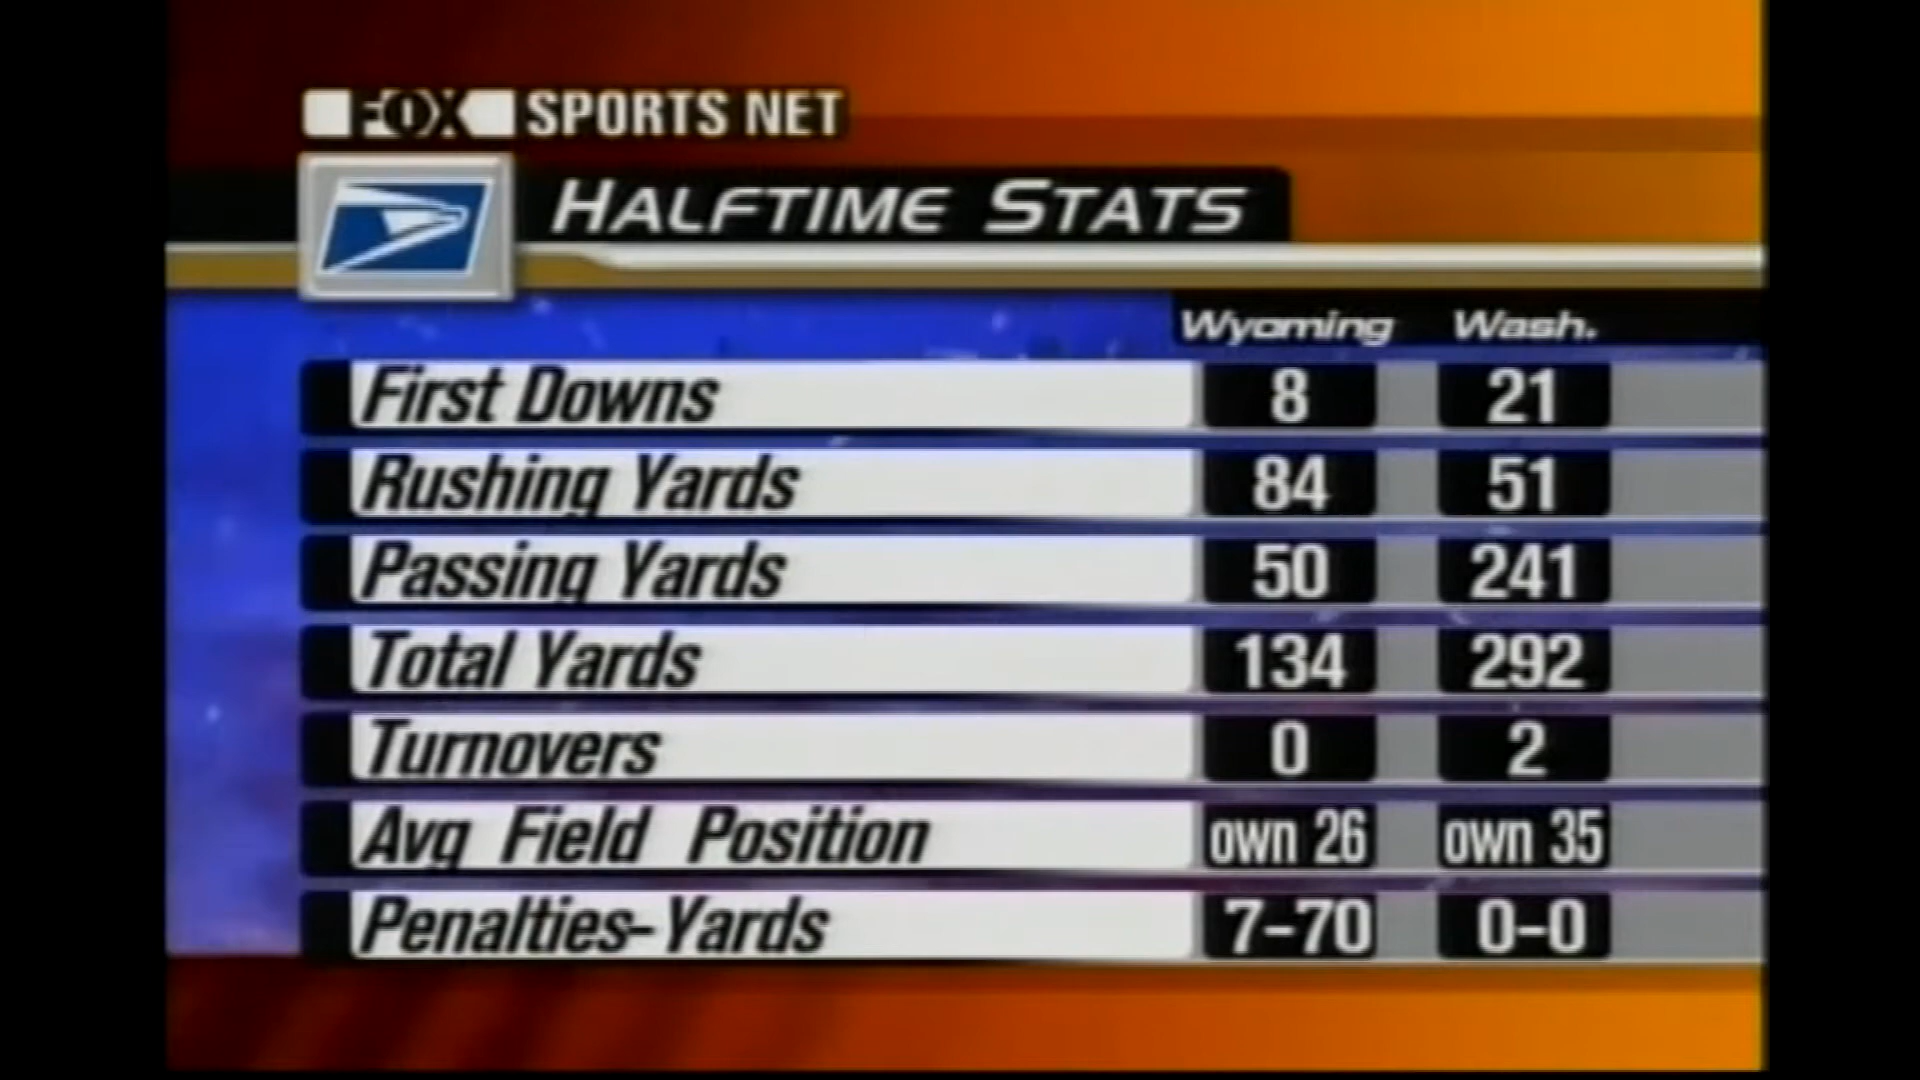 FOX SPORTS NET
HALFTIME STATS
Wyoming Wash.
First Downs 8 21
Rushing Yards 84 51
Passing Yards 50 241
Total Yards 134 292
Turnovers 0 2
Avg Field Position own 26 own 35
Penalties-Yards 7-70 0-0